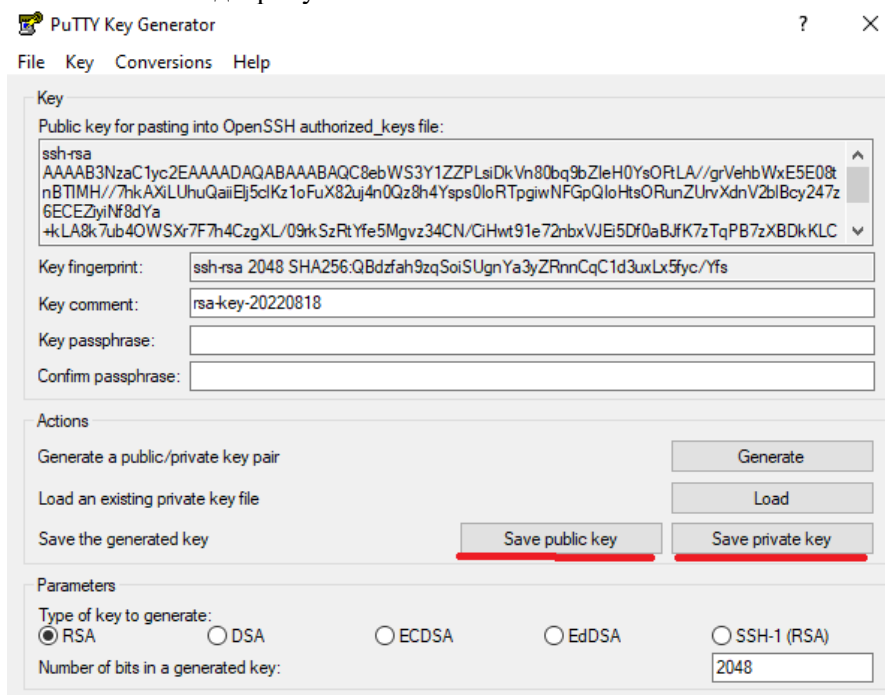 PuTTY Key Generator
? ×
File Key Conversions Help
Key
Public key for pasting into OpenSSH authorized_keys file:
ssh-rsa
AAAAB3NzaC1yc2EAAAADAQABAAABAQC8ebWS3Y1ZZPLsiDkVn80bq9bZIeH0YsOFtLA//grVehbWxE5E08t
nBTIMH//7hkAXiLUhuQaiiElj5clKz1oFuX82uj4n0Qz8h4Ysps0IoRTpgiwNFGpQIoHtsORunZUrvXdnV2bIBcy247z
6ECEZiyiNf8dYa
+kLA8k7ub4OWSXr7F7h4CzgXL/09rkSzRtYfe5Mgvz34CN/CiHwt91e72nbxVJEi5Df0aBJfK7zTqPB7zXBDkKLC
Key fingerprint: ssh-rsa 2048 SHA256:QBdzfah9zqSoiSUgnYa3yZRnnCqC1d3uxLx5fyc/Yfs
Key comment: rsa-key-20220818
Key passphrase:
Confirm passphrase:
Actions
Generate a public/private key pair Generate
Load an existing private key file Load
Save the generated key Save public key Save private key
Parameters
Type of key to generate:
RSA DSA ECDSA EdDSA SSH-1 (RSA)
Number of bits in a generated key: 2048